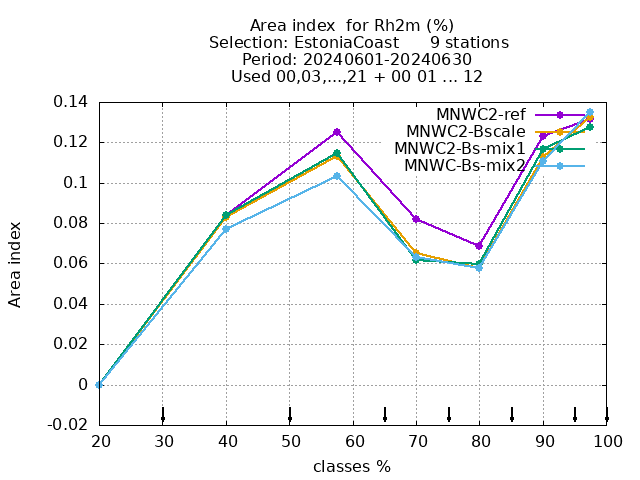 Area index  for Rh2m (%)
Selection: EstoniaCoast      9 stations
Period: 20240601-20240630
Used 00,03,...,21 + 00 01 ... 12
MNWC2-ref
MNWC2-Bscale
MNWC2-Bs-mix1
MNWC-Bs-mix2
0.14
0.12
0.1
0.08
0.06
0.04
0.02
0
-0.02
Area index
20 30 40 50 60 70 80 90 100
classes %